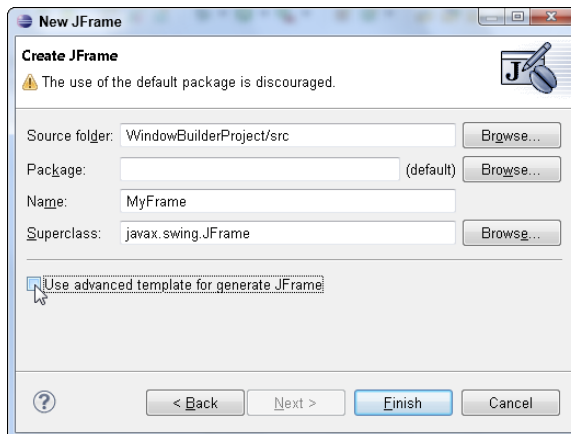 New JFrame
Create JFrame
The use of the default package is discouraged.
Source folder: WindowBuilderProject/src Browse...
Package: (default) Browse...
Name: MyFrame
Superclass: javax.swing.JFrame Browse...
Use advanced template for generate JFrame
? < Back Next > Finish Cancel